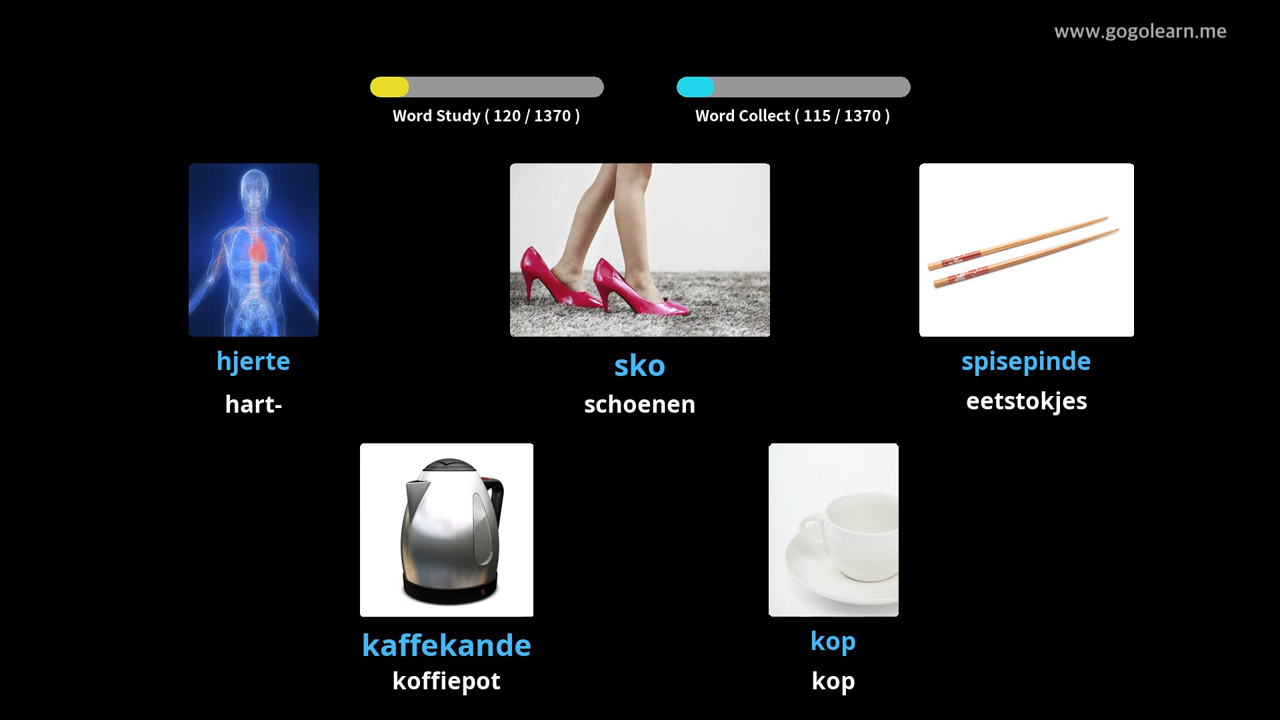 www.gogolearn.me
Word Study ( 120 / 1370 )
Word Collect ( 115 / 1370 )
hjerte
hart-
sko
schoenen
spisepinde
eetstokjes
kaffekande
koffiepot
kop
kop